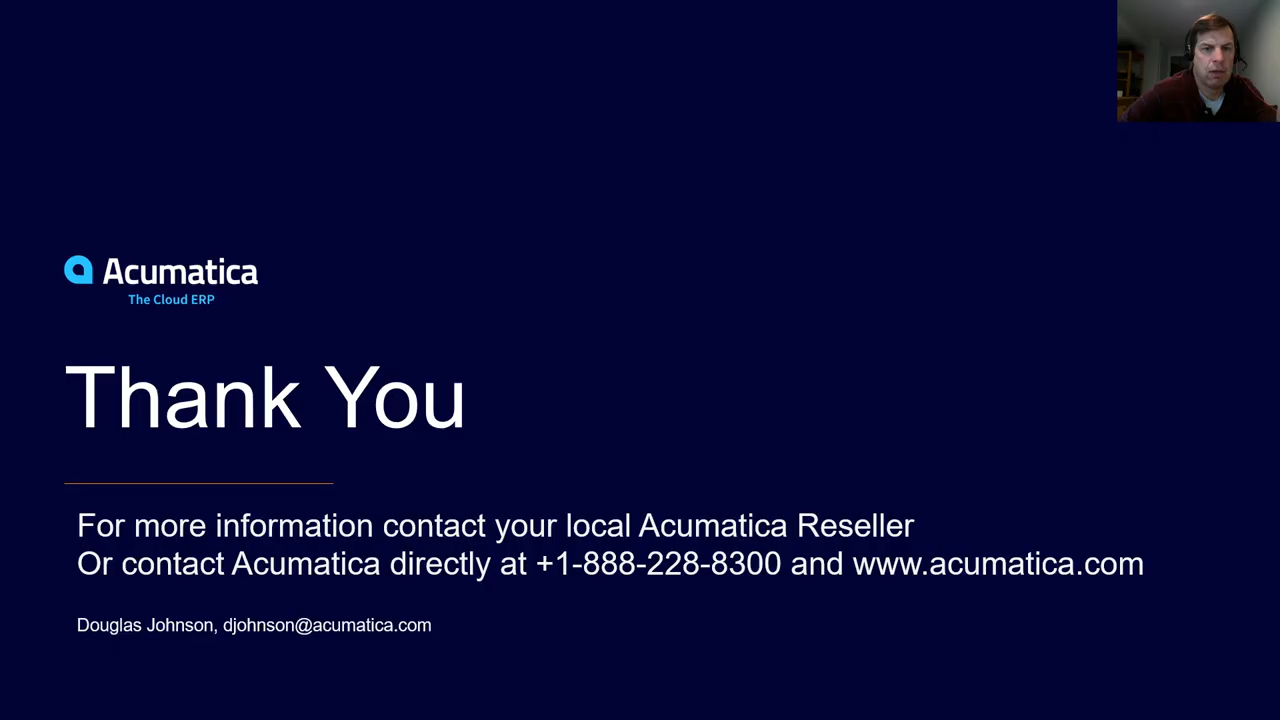 Acumatica
The Cloud ERP
Thank You
For more information contact your local Acumatica Reseller
Or contact Acumatica directly at +1-888-228-8300 and www.acumatica.com
Douglas Johnson, djohnson@acumatica.com